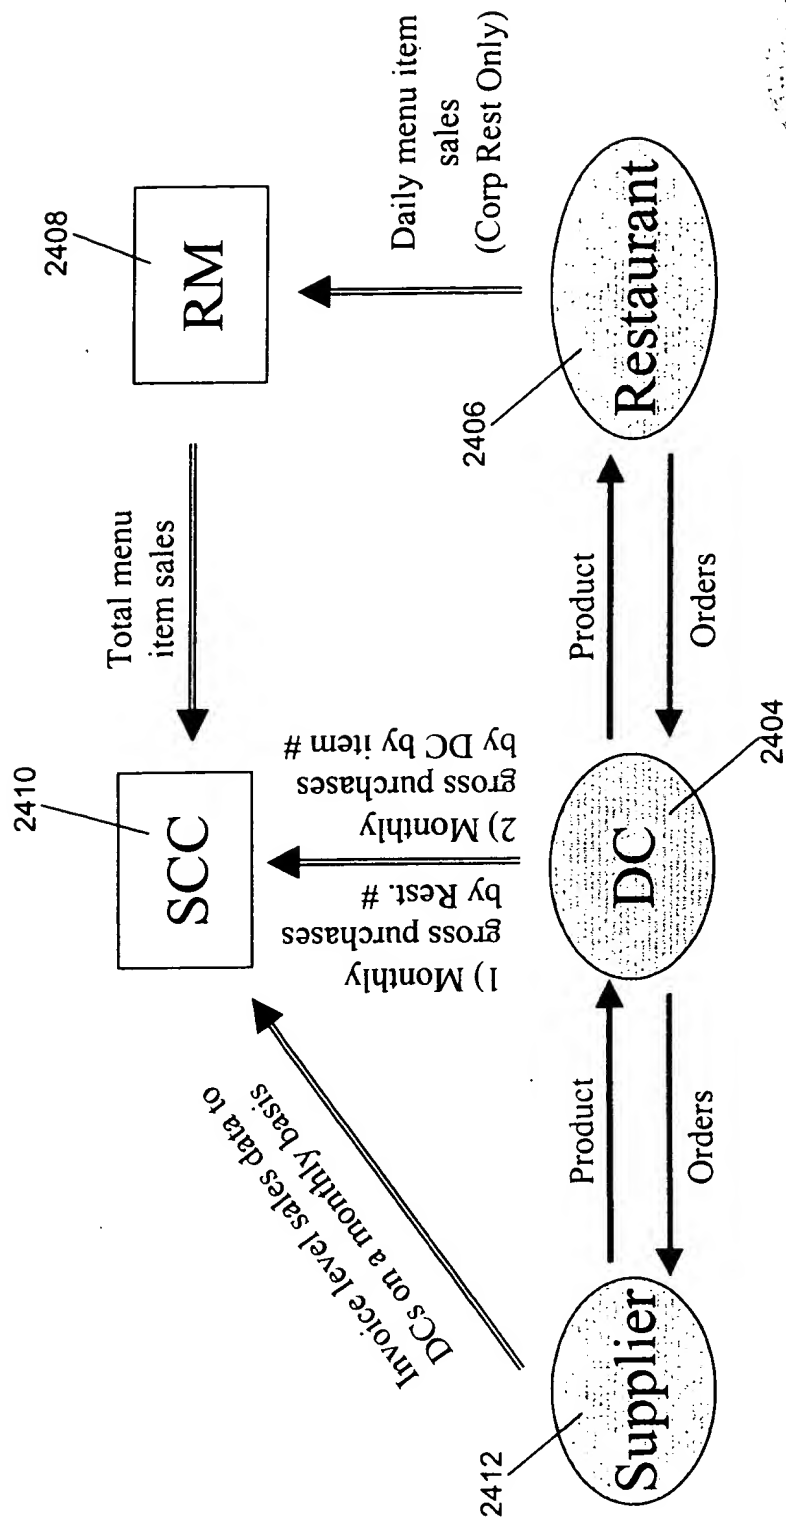 2410
SCC
Total menu
item sales
2408
RM
Invoice level sales data to
DCs on a monthly basis
1) Monthly
gross purchases
by Rest. #
2) Monthly
gross purchases
by DC by item #
Daily menu item
sales
(Corp Rest Only)
2412
Supplier
Product
Orders
DC
2404
Product
Orders
2406
Restaurant